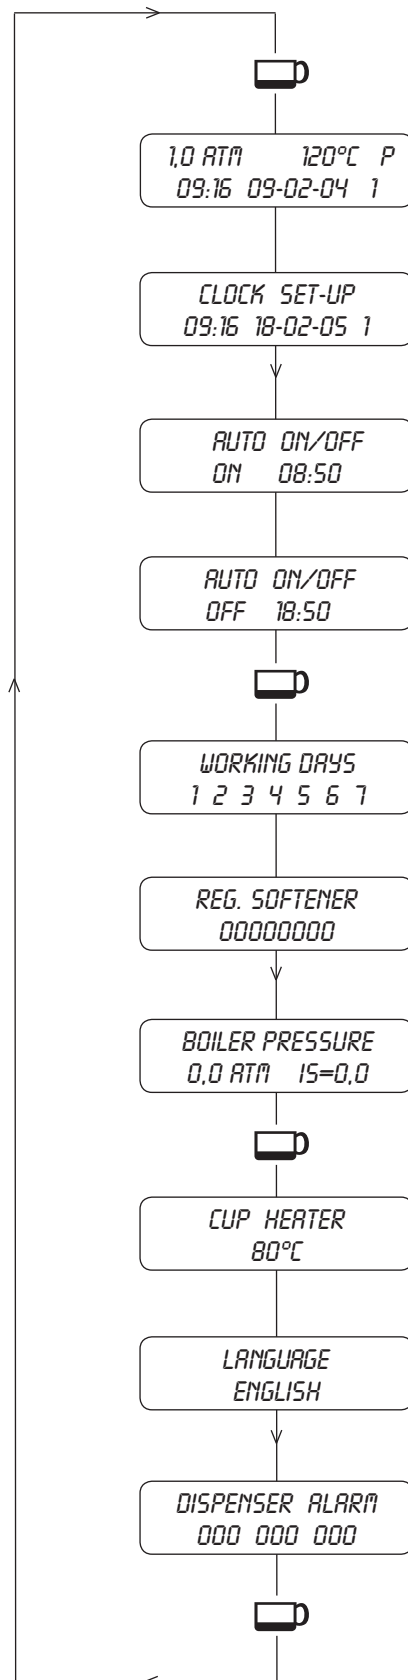 1,0 ATM 120°C P
09:16 09-02-04 1
CLOCK SET-UP
09:16 18-02-05 1
AUTO ON/OFF
ON 08:50
AUTO ON/OFF
OFF 18:50
WORKING DAYS
1 2 3 4 5 6 7
REG. SOFTENER
00000000
BOILER PRESSURE
0,0 ATM IS=0,0
CUP HEATER
80°C
LANGUAGE
ENGLISH
DISPENSER ALARM
000 000 000